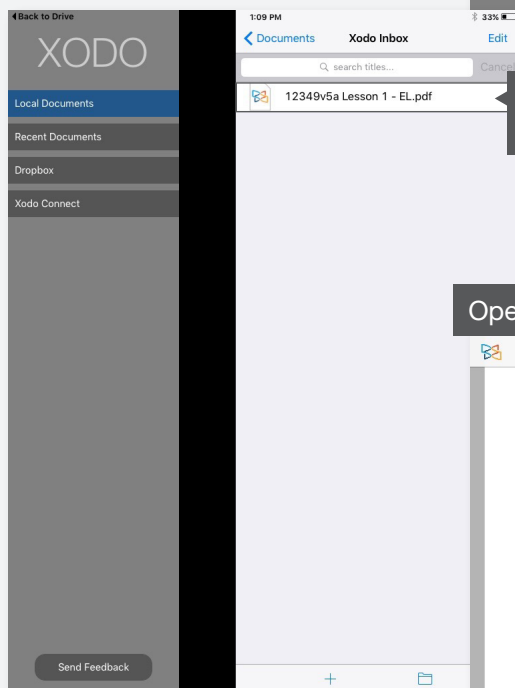 Back to Drive
XODO
Local Documents
Recent Documents
Dropbox
Xodo Connect
Send Feedback
1:09 PM
33%
Documents
Xodo Inbox
Edit
search titles...
Cancel
12349v5a Lesson 1 - EL.pdf
Ope